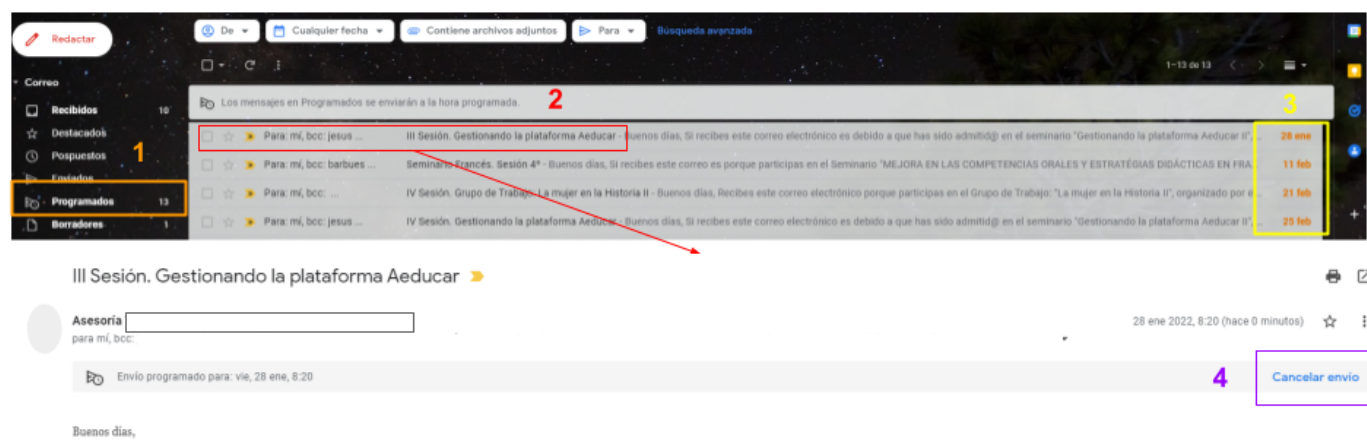 Redactar
De
Cualquier fecha
Contiene archivos adjuntos
Para
Búsqueda avanzada
1–13 de 13
Correo
Recibidos 10
Destacados
Pospuestos
Enviados
Programados 13
Borradores 1
1
Los mensajes en Programados se enviarán a la hora programada.
2
3
Para: mí, bcc: jesus ... III Sesión. Gestionando la plataforma Aeducar - Buenos días, Si recibes este correo electrónico es debido a que has sido admitid@ en el seminario "Gestionando la plataforma Aeducar II", ... 28 ene
Para: mí, bcc: barbues ... Seminario Francés. Sesión 4ª - Buenos días, Si recibes este correo es porque participas en el Seminario "MEJORA EN LAS COMPETENCIAS ORALES Y ESTRATEGIAS DIDÁCTICAS EN FRA... 11 feb
Para: mí, bcc: ... IV Sesión. Grupo de Trabajo. La mujer en la Historia II - Buenos días, Recibes este correo electrónico porque participas en el Grupo de Trabajo: "La mujer en la Historia II", organizado por e... 21 feb
Para: mí, bcc: jesus ... IV Sesión. Gestionando la plataforma Aeducar - Buenos días, Si recibes este correo electrónico es debido a que has sido admitid@ en el seminario "Gestionando la plataforma Aeducar II", ... 25 feb
III Sesión. Gestionando la plataforma Aeducar
Asesoría
28 ene 2022, 8:20 (hace 0 minutos)
para mí, bcc:
Envío programado para: vie, 28 ene, 8:20
4
Cancelar envío
Buenos días,